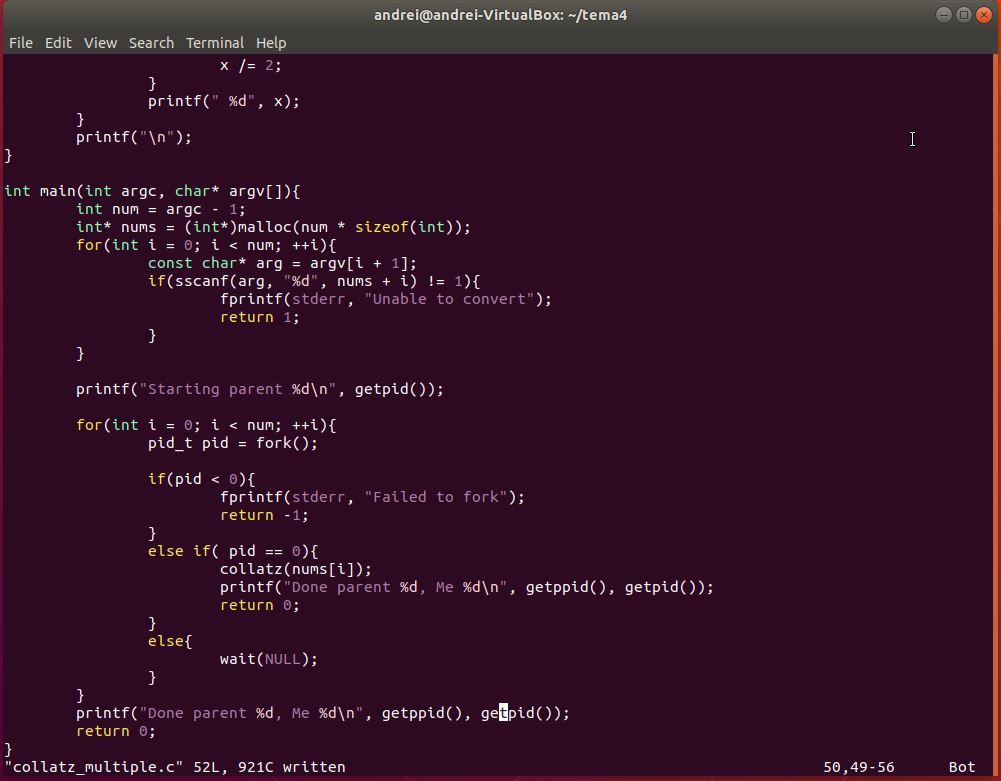 andrei@andrei-VirtualBox: ~/tema4
File Edit View Search Terminal Help
                        x /= 2;
                }
                printf(" %d", x);
        }
        printf("\n");
}

int main(int argc, char* argv[]){
        int num = argc - 1;
        int* nums = (int*)malloc(num * sizeof(int));
        for(int i = 0; i < num; ++i){
                const char* arg = argv[i + 1];
                if(sscanf(arg, "%d", nums + i) != 1){
                        fprintf(stderr, "Unable to convert");
                        return 1;
                }
        }

        printf("Starting parent %d\n", getpid());

        for(int i = 0; i < num; ++i){
                pid_t pid = fork();

                if(pid < 0){
                        fprintf(stderr, "Failed to fork");
                        return -1;
                }
                else if( pid == 0){
                        collatz(nums[i]);
                        printf("Done parent %d, Me %d\n", getppid(), getpid());
                        return 0;
                }
                else{
                        wait(NULL);
                }
        }
        printf("Done parent %d, Me %d\n", getppid(), getpid());
        return 0;
}
"collatz_multiple.c" 52L, 921C written 50,49-56 Bot